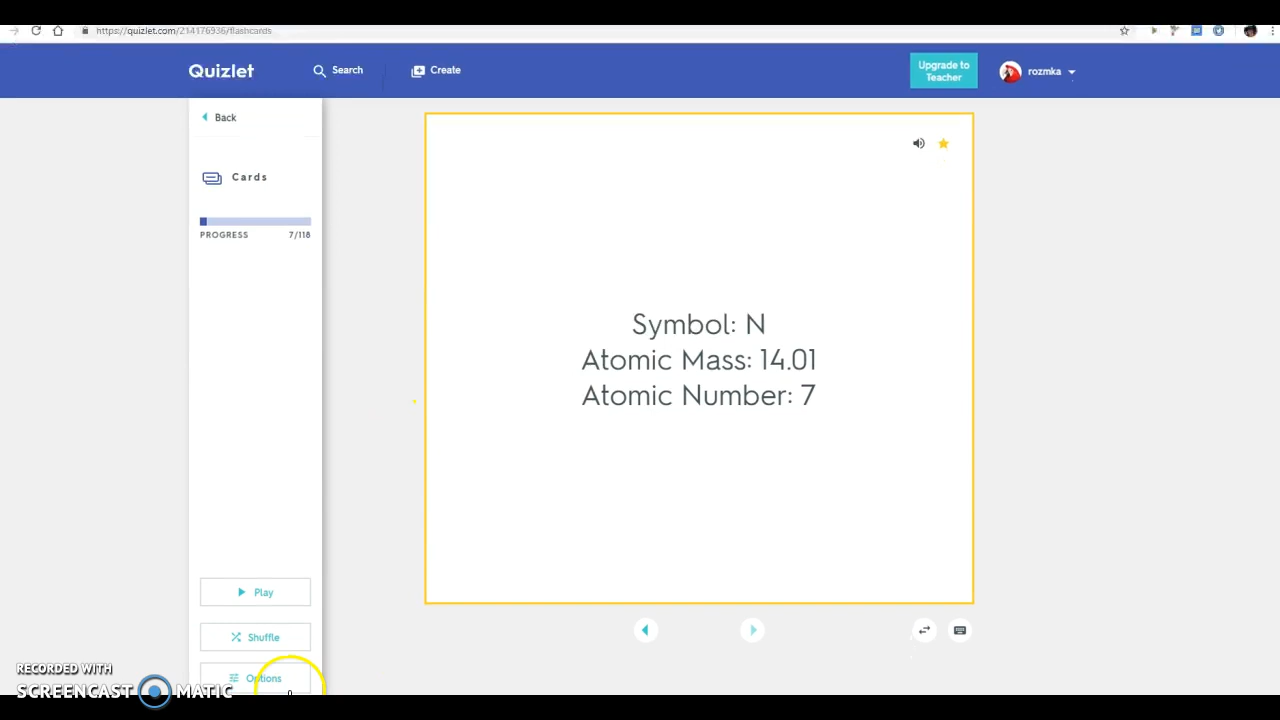 https://quizlet.com/214176936/flashcards
Quizlet
Search
Create
Upgrade to
Teacher
rozmka
Back
Cards
PROGRESS 7/118
Symbol: N
Atomic Mass: 14.01
Atomic Number: 7
Play
Shuffle
Options
RECORDED WITH
SCREENCAST MATIC